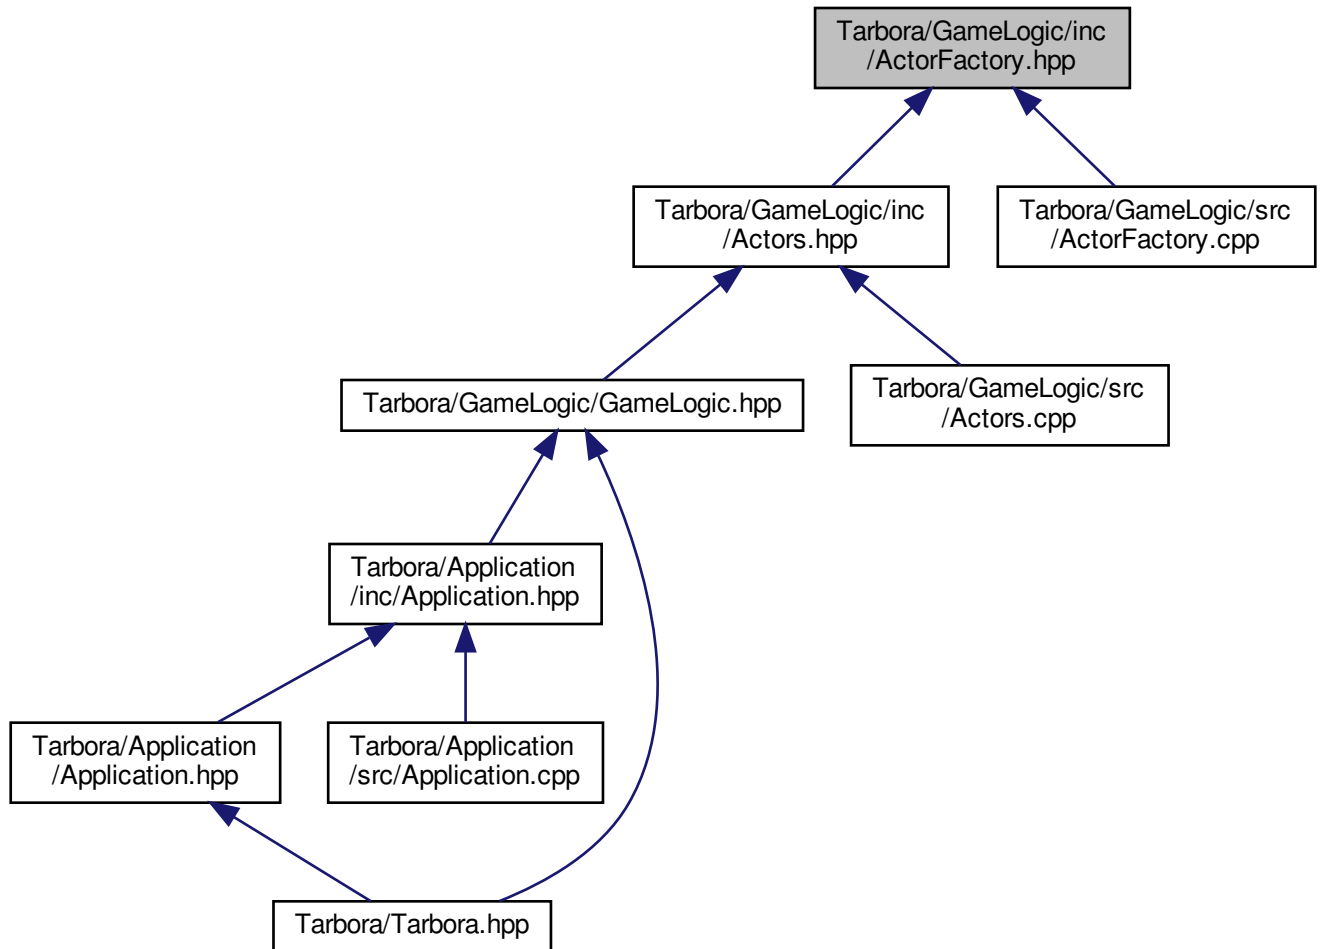 Tarbora/GameLogic/inc
/ActorFactory.hpp
Tarbora/GameLogic/inc
/Actors.hpp
Tarbora/GameLogic/src
/ActorFactory.cpp
Tarbora/GameLogic/GameLogic.hpp
Tarbora/GameLogic/src
/Actors.cpp
Tarbora/Application
/inc/Application.hpp
Tarbora/Application
/Application.hpp
Tarbora/Application
/src/Application.cpp
Tarbora/Tarbora.hpp